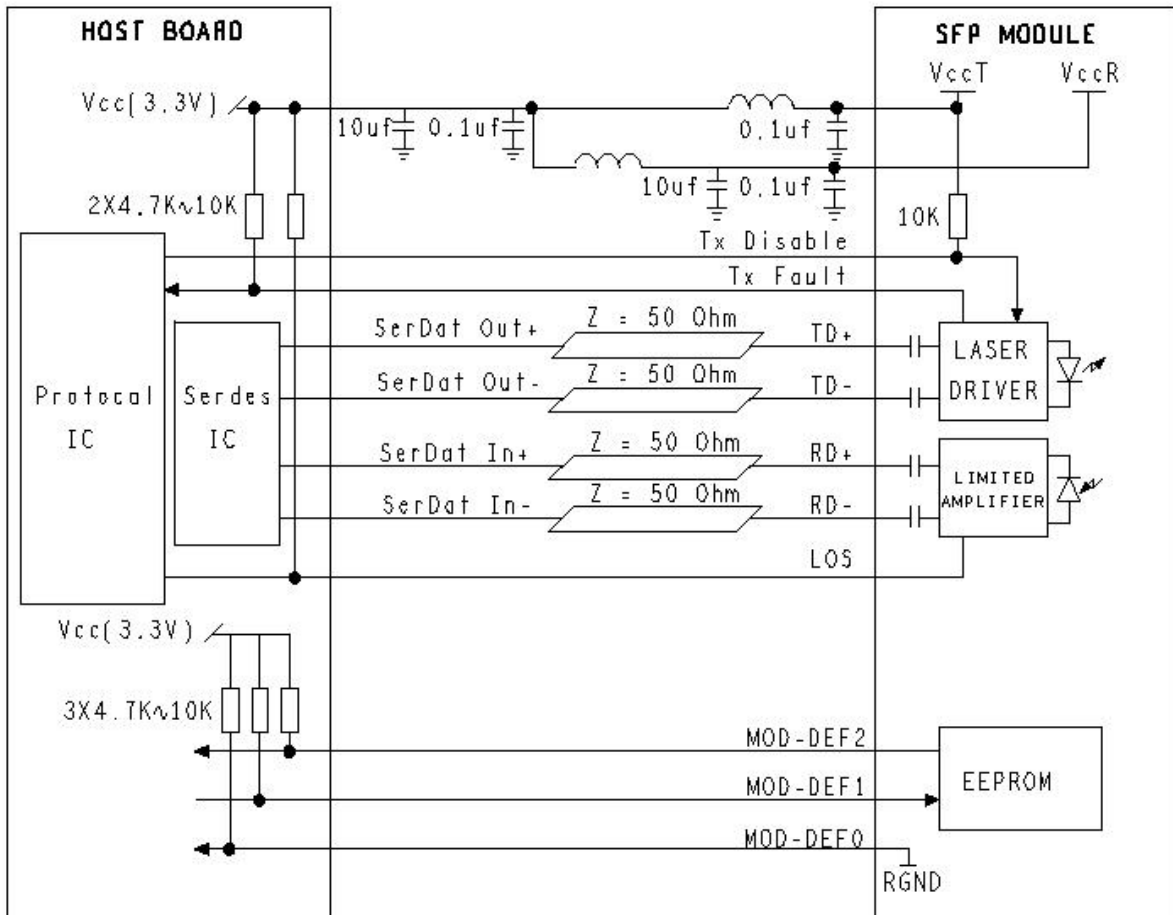 HOST BOARD
SFP MODULE
VccT
VccR
Vcc(3.3V)
10uf
0.1uf
0.1uf
10uf
0.1uf
2X4.7K∿10K
10K
Tx Disable
Tx Fault
Z = 50 Ohm
SerDat Out+
TD+
Z = 50 Ohm
SerDat Out-
TD-
LASER
DRIVER
Protocal
IC
Serdes
IC
Z = 50 Ohm
SerDat In+
RD+
Z = 50 Ohm
SerDat In-
RD-
LIMITED
AMPLIFIER
LOS
Vcc(3.3V)
3X4.7K∿10K
MOD-DEF2
MOD-DEF1
EEPROM
MOD-DEF0
RGND